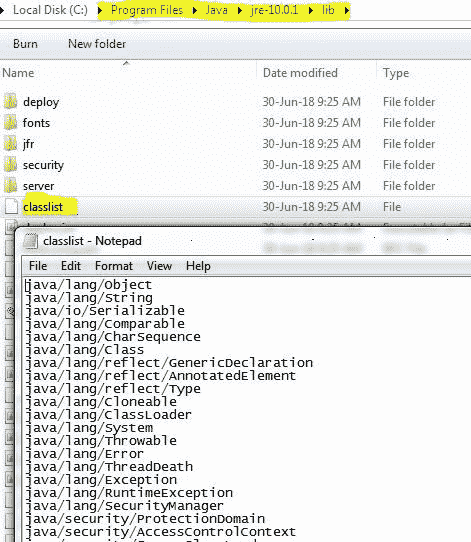 Local Disk (C:) Program Files Java jre-10.0.1 lib
Burn New folder
Name Date modified Type
deploy 30-Jun-18 9:25 AM File folder
fonts 30-Jun-18 9:25 AM File folder
jfr 30-Jun-18 9:25 AM File folder
security 30-Jun-18 9:25 AM File folder
server 30-Jun-18 9:25 AM File folder
classlist 30-Jun-18 9:25 AM File
classlist - Notepad
File Edit Format View Help
java/lang/Object
java/lang/String
java/io/Serializable
java/lang/Comparable
java/lang/CharSequence
java/lang/Class
java/lang/reflect/GenericDeclaration
java/lang/reflect/AnnotatedElement
java/lang/reflect/Type
java/lang/Cloneable
java/lang/ClassLoader
java/lang/System
java/lang/Throwable
java/lang/Error
java/lang/ThreadDeath
java/lang/Exception
java/lang/RuntimeException
java/lang/SecurityManager
java/security/ProtectionDomain
java/security/AccessControlContext